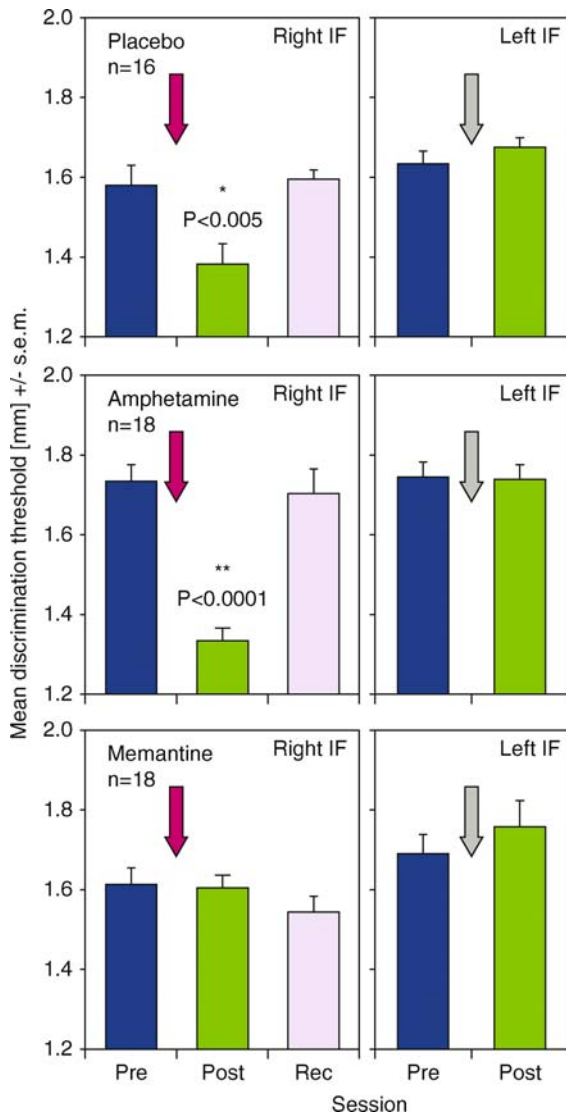 Mean discrimination threshold [mm] +/- s.e.m.
2.0
1.8
1.6
1.4
1.2
Placebo
n=16
Right IF
*
P<0.005
Left IF
2.0
1.8
1.6
1.4
1.2
Amphetamine
n=18
Right IF
**
P<0.0001
Left IF
2.0
1.8
1.6
1.4
1.2
Memantine
n=18
Right IF
Left IF
Pre Post Rec Pre Post
Session